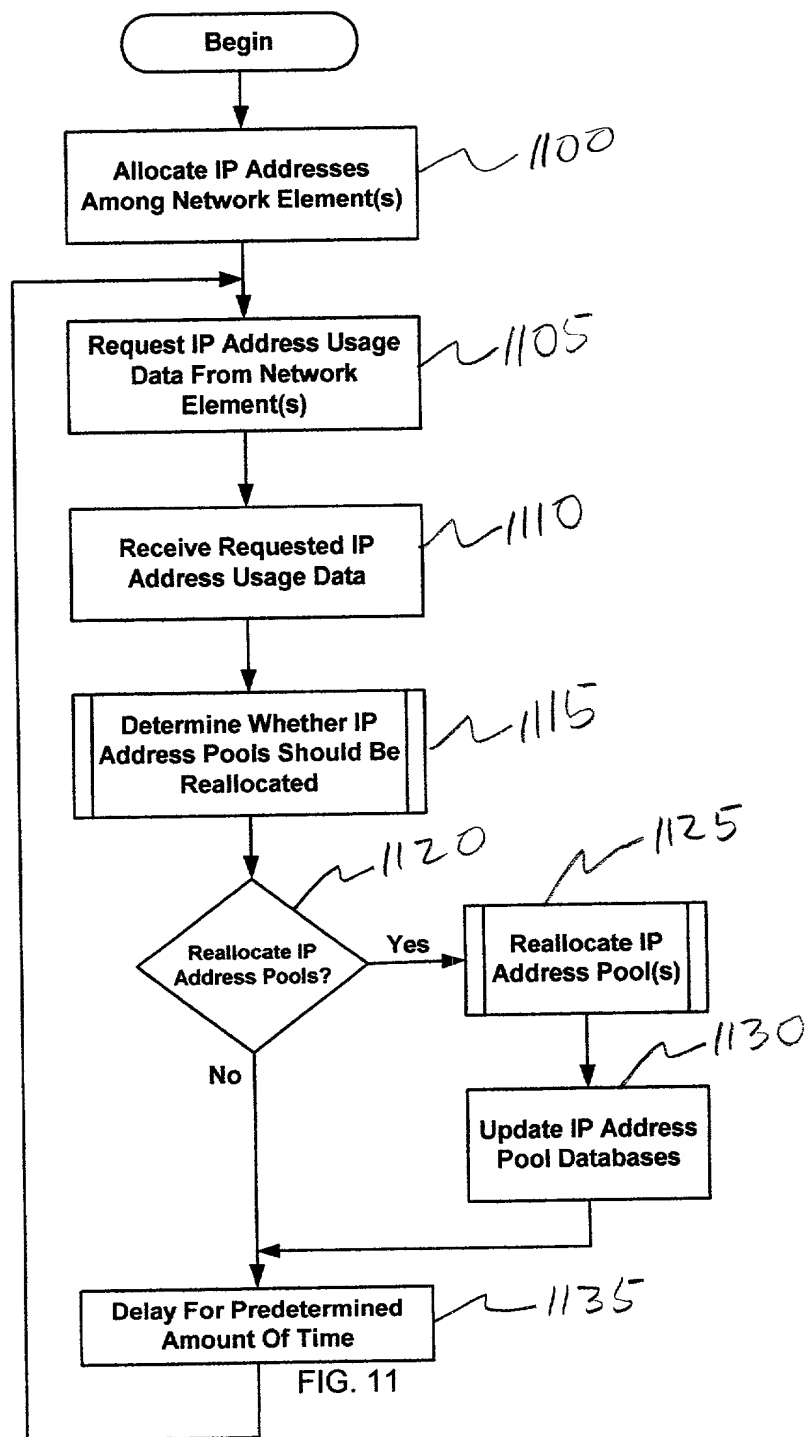 Begin
Allocate IP Addresses
Among Network Element(s)
1100
Request IP Address Usage
Data From Network
Element(s)
1105
Receive Requested IP
Address Usage Data
1110
Determine Whether IP
Address Pools Should Be
Reallocated
1115
1120
Reallocate IP
Address Pools?
Yes
1125
Reallocate IP
Address Pool(s)
1130
No
Update IP Address
Pool Databases
Delay For Predetermined
Amount Of Time
1135
FIG. 11